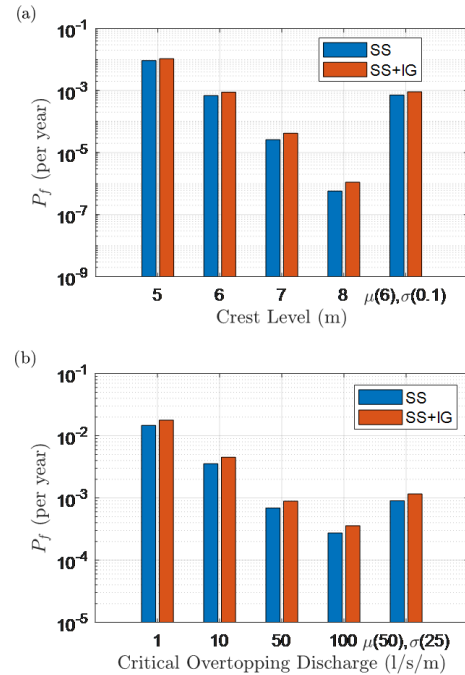 (a)
10^-1
10^-3
10^-5
10^-7
10^-9
P_f (per year)
SS
SS+IG
5 6 7 8 μ(6),σ(0.1)
Crest Level (m)
(b)
10^-1
10^-2
10^-3
10^-4
10^-5
P_f (per year)
SS
SS+IG
1 10 50 100 μ(50),σ(25)
Critical Overtopping Discharge (l/s/m)